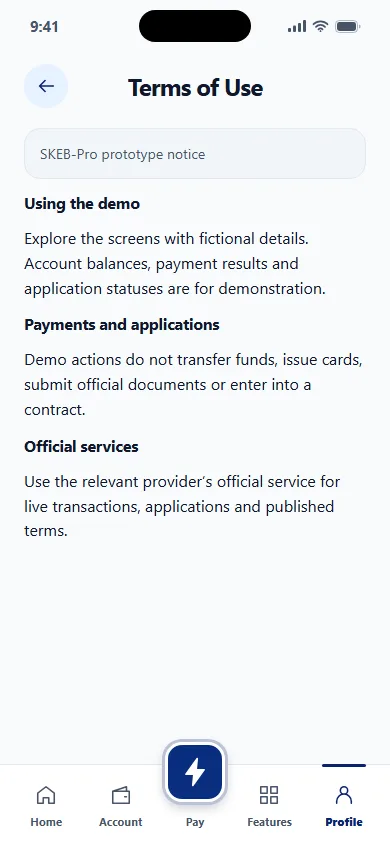 9:41
Terms of Use
SKEB-Pro prototype notice
Using the demo
Explore the screens with fictional details.
Account balances, payment results and
application statuses are for demonstration.
Payments and applications
Demo actions do not transfer funds, issue cards,
submit official documents or enter into a
contract.
Official services
Use the relevant provider's official service for
live transactions, applications and published
terms.
Home
Account
Pay
Features
Profile